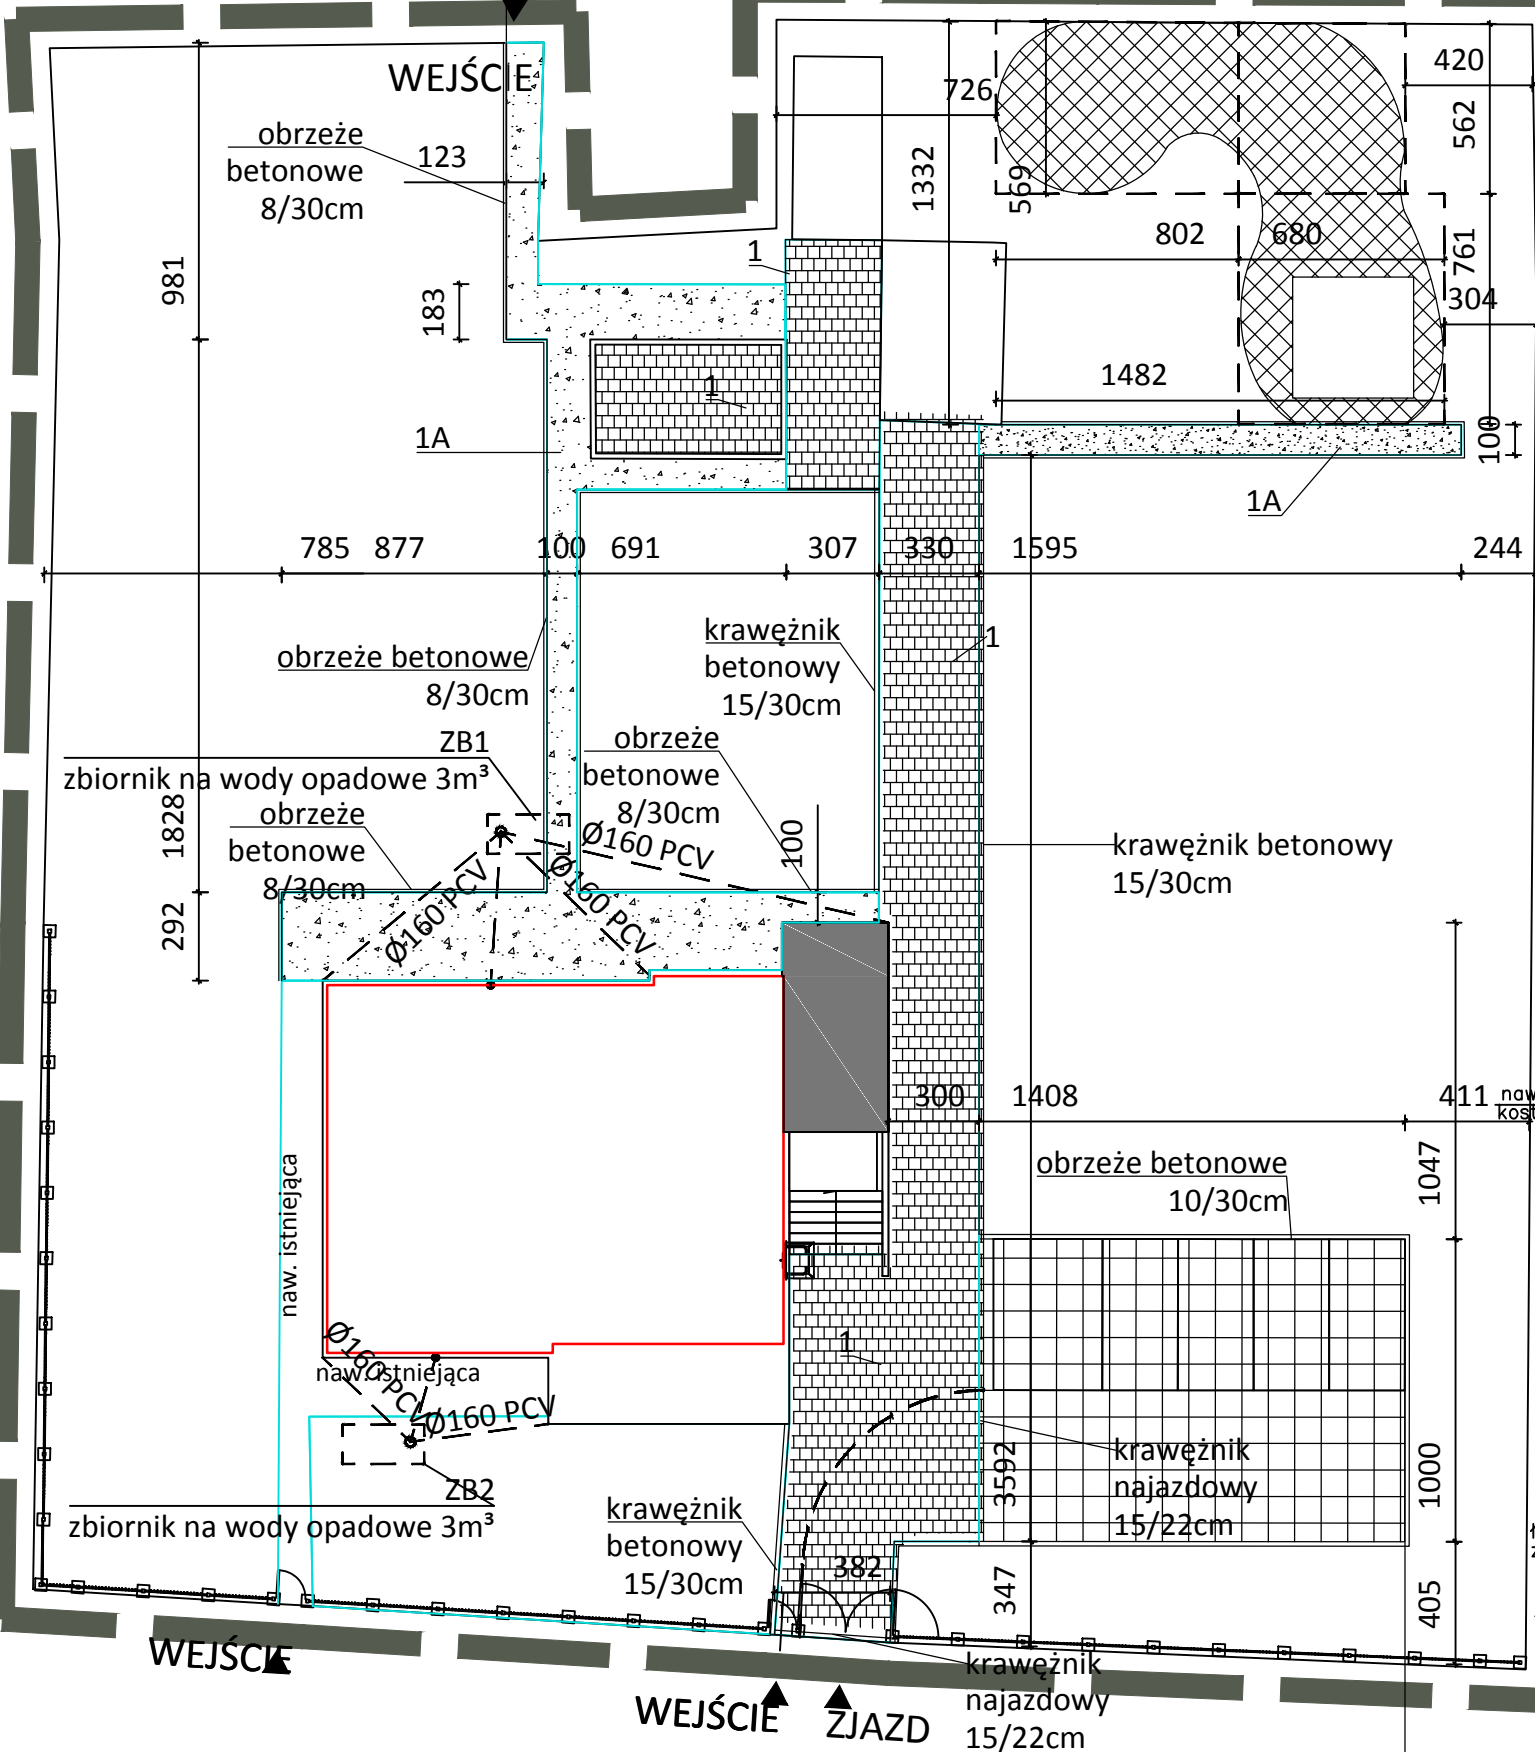 WEJŚCIE
420
726
562
obrzeże
betonowe
8/30cm
123
1332
569
802
680
761
1
981
183
304
1482
1
1A
100
1A
785
877
100
691
307
330
1595
244
krawężnik
betonowy
15/30cm
1
obrzeże betonowe
8/30cm
ZB1
zbiornik na wody opadowe 3m³
obrzeże
betonowe
8/30cm
1828
obrzeże
betonowe
8/30cm
100
Ø160 PCV
Ø160 PCV
Ø160 PCV
krawężnik betonowy
15/30cm
292
300
1408
411
naw
kost
obrzeże betonowe
10/30cm
1047
naw. istniejąca
Ø160 PCV
naw. istniejąca
Ø160 PCV
1
ZB2
zbiornik na wody opadowe 3m³
krawężnik
najazdowy
15/22cm
3592
1000
krawężnik
betonowy
15/30cm
382
347
405
WEJŚCIE
krawężnik
najazdowy
15/22cm
WEJŚCIE
ZJAZD